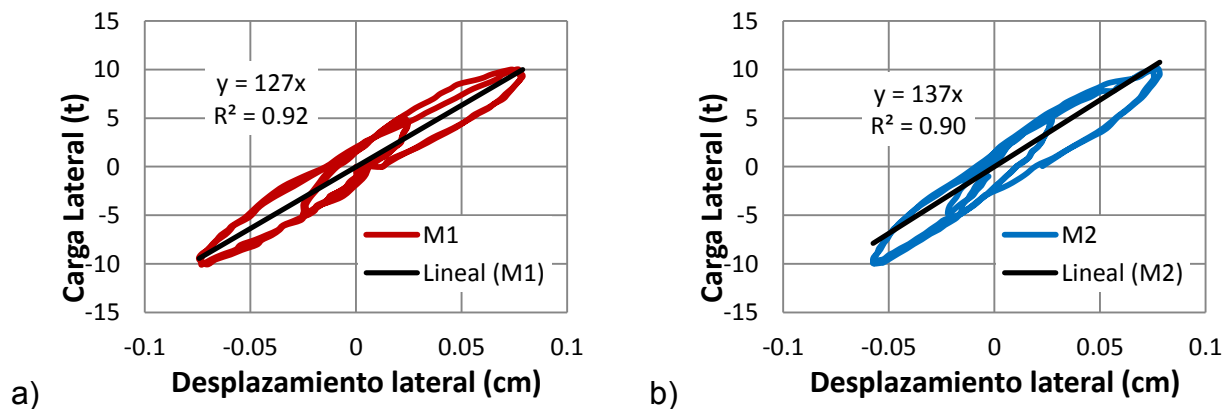 Carga Lateral (t)
15
10
5
0
-5
-10
-15
y = 127x
R² = 0.92
M1
Lineal (M1)
-0.1
-0.05
0
0.05
0.1
a)
Desplazamiento lateral (cm)
Carga Lateral (t)
15
10
5
0
-5
-10
-15
y = 137x
R² = 0.90
M2
Lineal (M2)
-0.1
-0.05
0
0.05
0.1
b)
Desplazamiento lateral (cm)